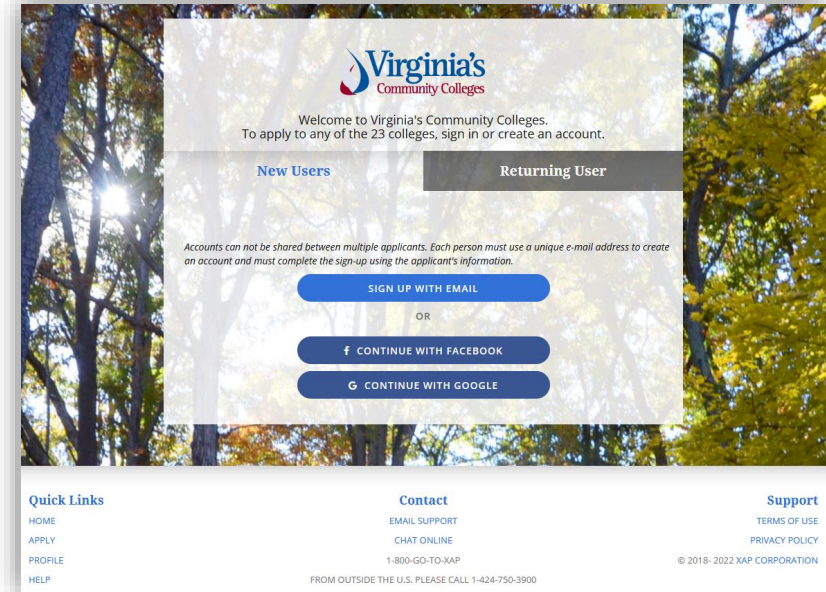 Virginia's
Community Colleges
Welcome to Virginia's Community Colleges.
To apply to any of the 23 colleges, sign in or create an account.
New Users
Returning User
Accounts can not be shared between multiple applicants. Each person must use a unique e-mail address to create
an account and must complete the sign-up using the applicant's information.
SIGN UP WITH EMAIL
OR
f CONTINUE WITH FACEBOOK
G CONTINUE WITH GOOGLE
Quick Links
HOME
APPLY
PROFILE
HELP
Contact
EMAIL SUPPORT
CHAT ONLINE
1-800-GO-TO-XAP
FROM OUTSIDE THE U.S. PLEASE CALL 1-424-750-3900
Support
TERMS OF USE
PRIVACY POLICY
© 2018- 2022 XAP CORPORATION